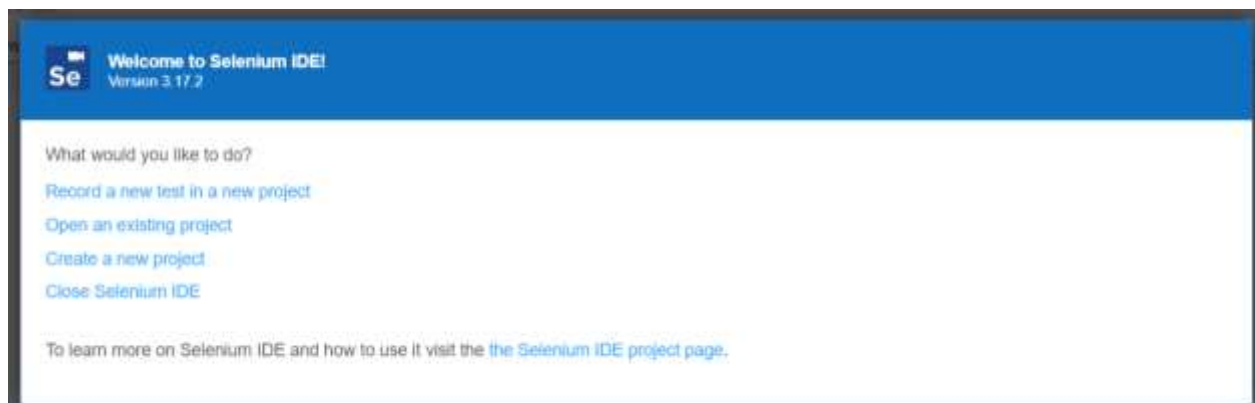 Se
Welcome to Selenium IDE!
Version 3.17.2
What would you like to do?
Record a new test in a new project
Open an existing project
Create a new project
Close Selenium IDE
To learn more on Selenium IDE and how to use it visit the the Selenium IDE project page.